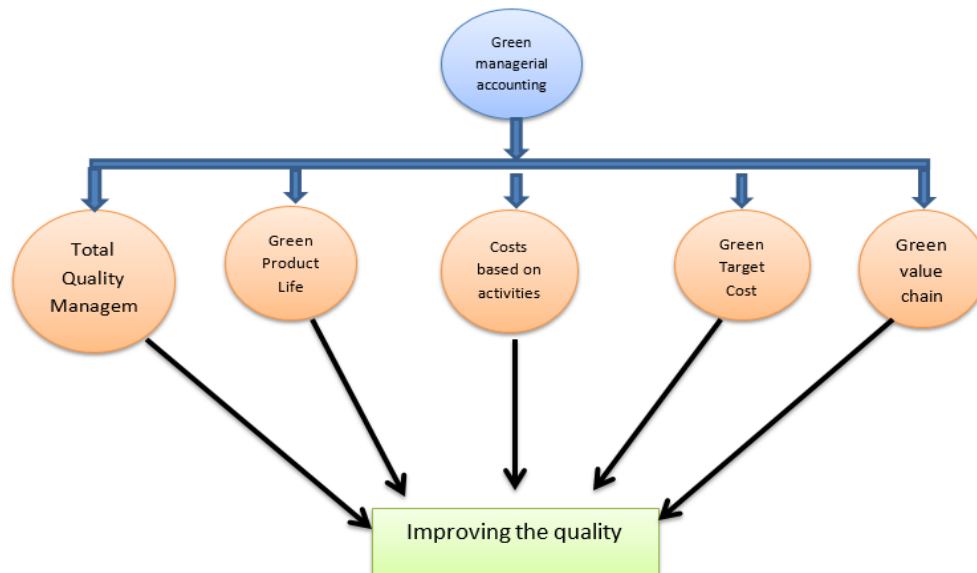 Green
managerial
accounting
Total
Quality
Managem
Green
Product
Life
Costs
based on
activities
Green
Target
Cost
Green
value
chain
Improving the quality